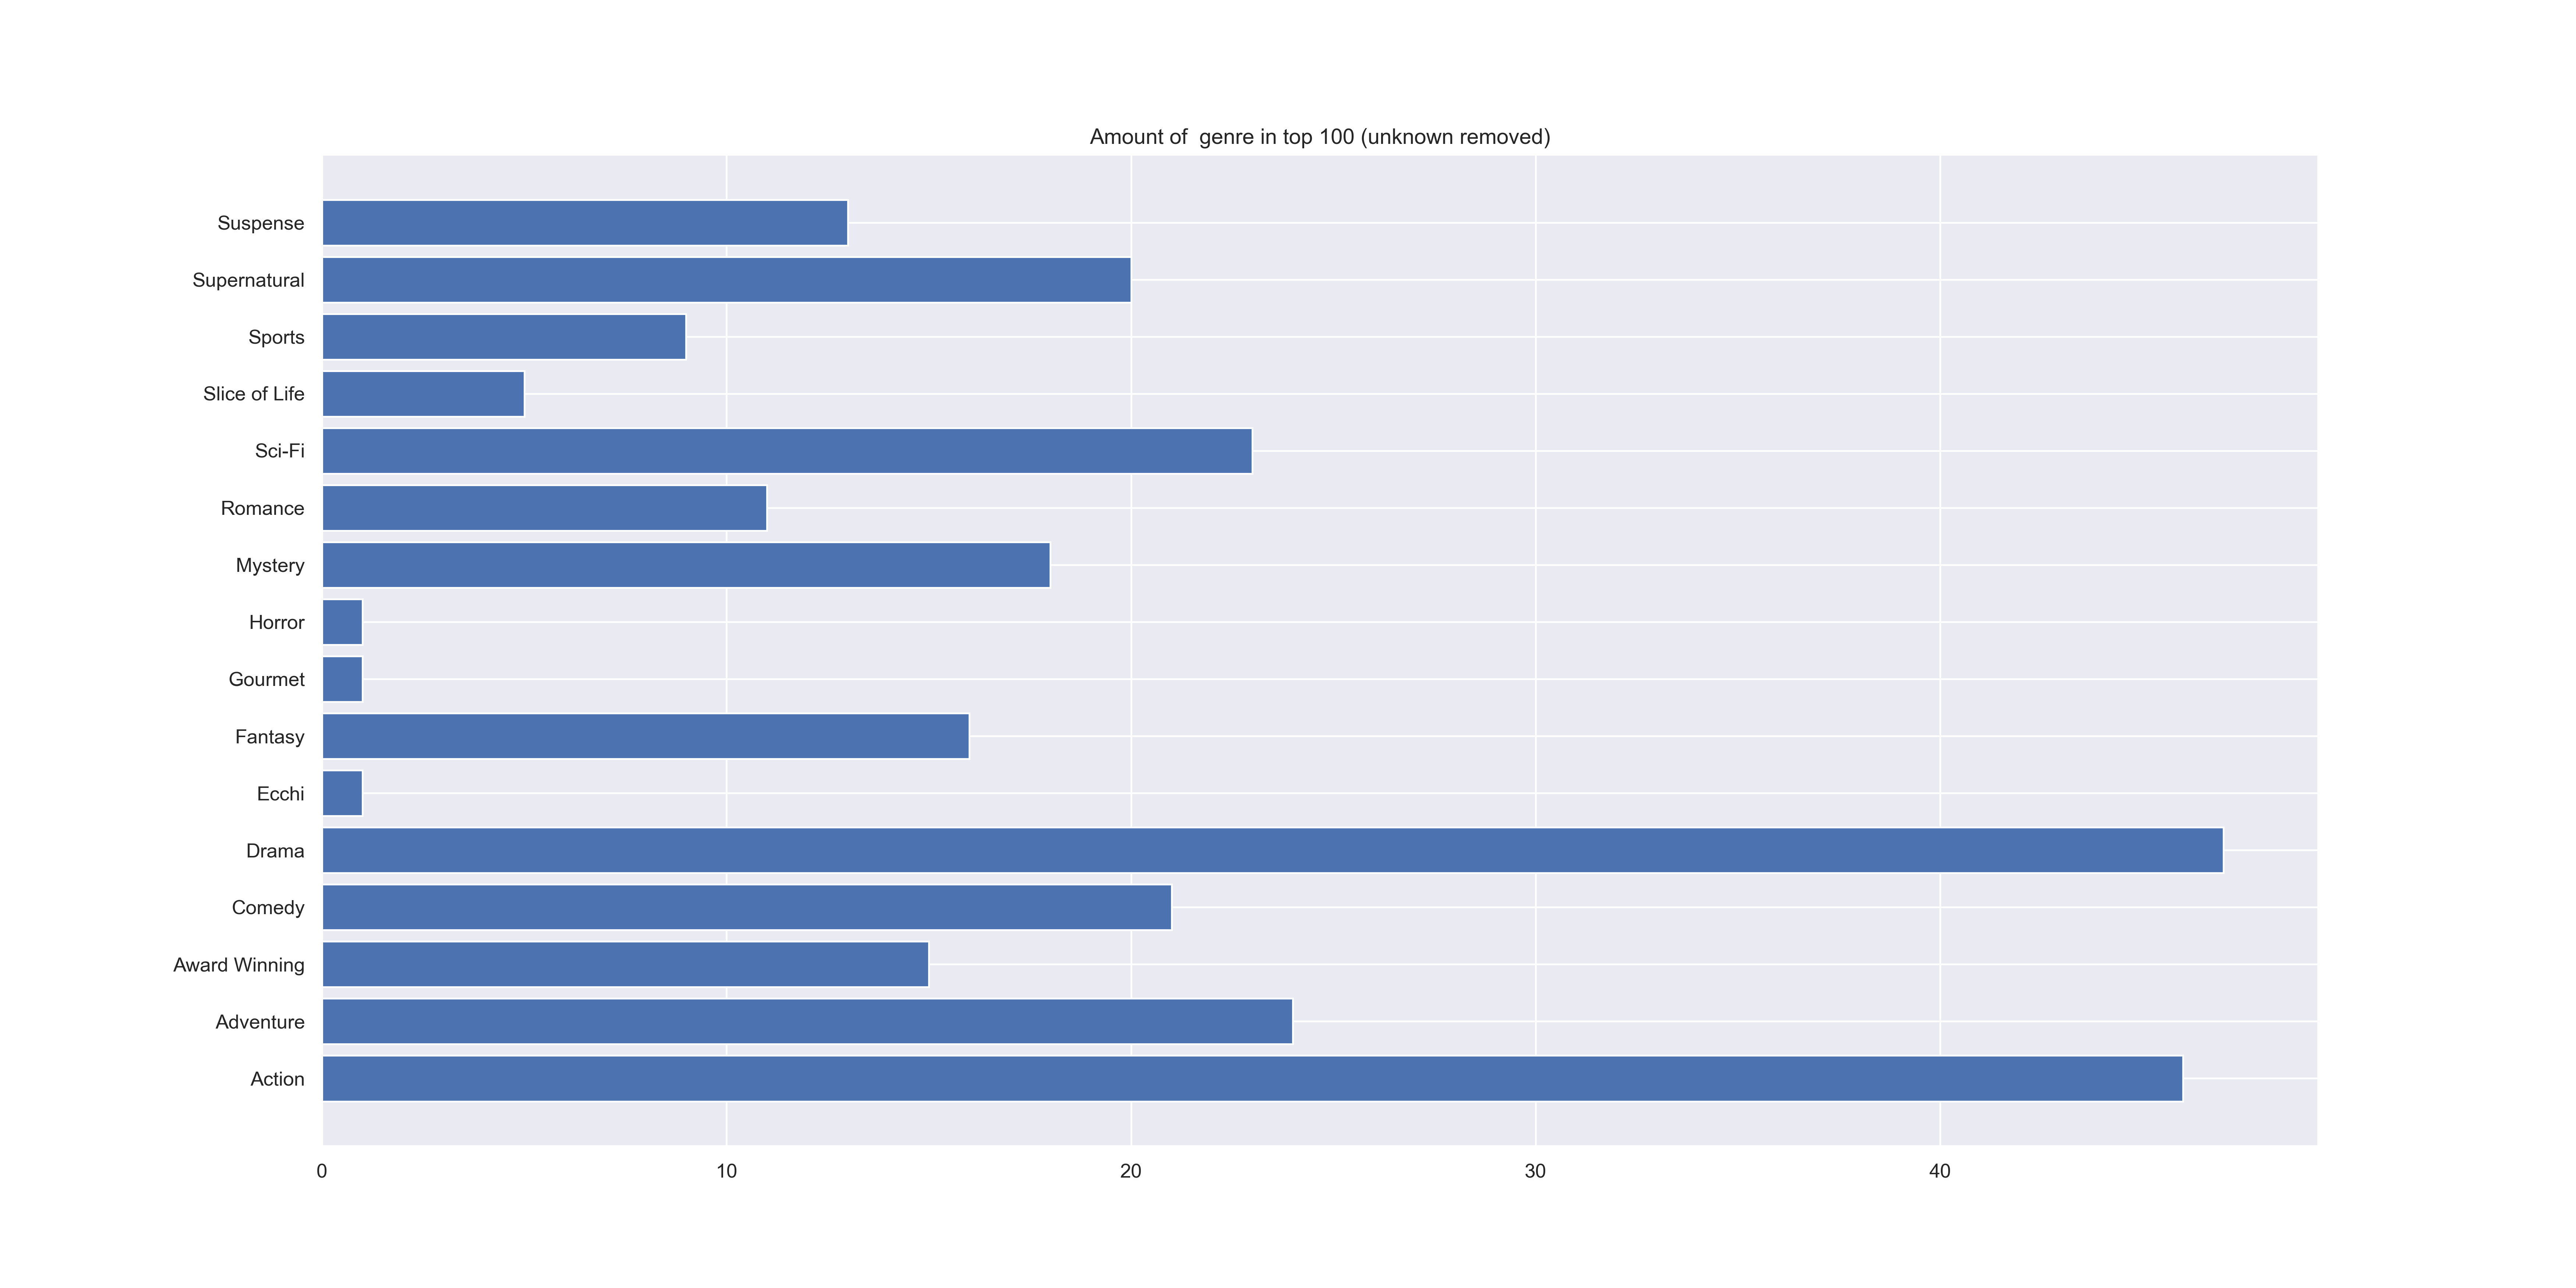 Amount of  genre in top 100 (unknown removed)
Suspense
Supernatural
Sports
Slice of Life
Sci-Fi
Romance
Mystery
Horror
Gourmet
Fantasy
Ecchi
Drama
Comedy
Award Winning
Adventure
Action
0 10 20 30 40